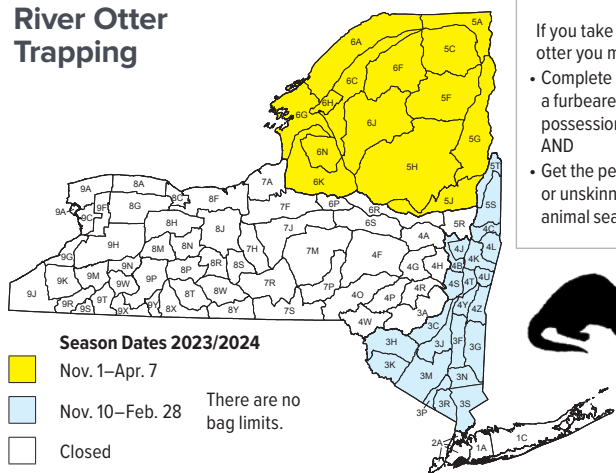 River Otter
Trapping
If you take
otter you m
• Complete
a furbeare
possession
AND
• Get the pe
or unskinn
animal sea
5A
6A
5C
6C
6F
5F
6H
6G
6J
5G
6N
5H
5T
6K
7A
5J
5S
9A
8A
8C
8F
7F
6P
6R
9A
9F
8G
6S
5R
4C
9C
8H
8J
7J
4A
9H
8M
8N
7H
7M
4F
4J
4L
4K
9G
9N
8P
8R
8S
4G
4H
4B
9K
9M
9W
9P
7R
7P
4R
4S
4T
4U
9J
9R
9S
9T
9X
9Y
8X
8T
8W
8Y
7S
4O
4P
3A
4Y
4Z
4W
3C
3H
3J
3F
3G
3K
3M
3N
3P
3R
3S
2A
1A
1C
Season Dates 2023/2024
Nov. 1–Apr. 7
Nov. 10–Feb. 28
There are no
bag limits.
Closed